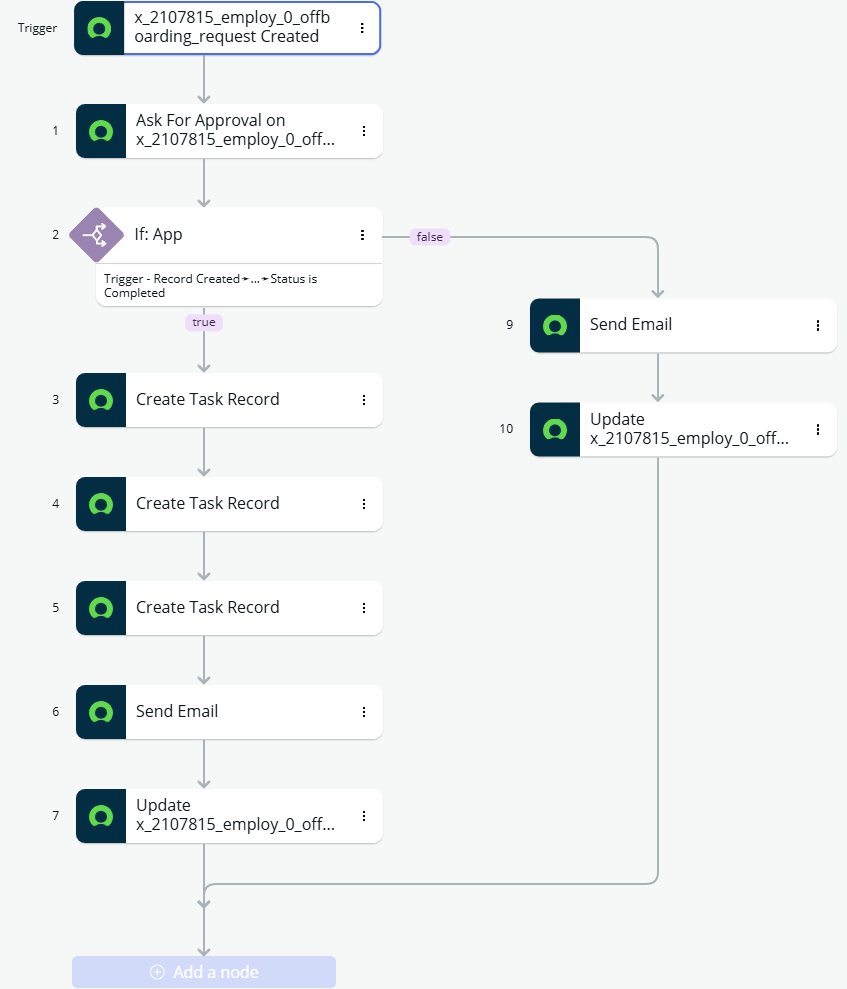 Trigger
x_2107815_employ_0_offb
oarding_request Created
1
Ask For Approval on
x_2107815_employ_0_off...
2
If: App
false
Trigger - Record Created➛...➛Status is
Completed
true
9
Send Email
3
Create Task Record
10
Update
x_2107815_employ_0_off...
4
Create Task Record
5
Create Task Record
6
Send Email
7
Update
x_2107815_employ_0_off...
Add a node